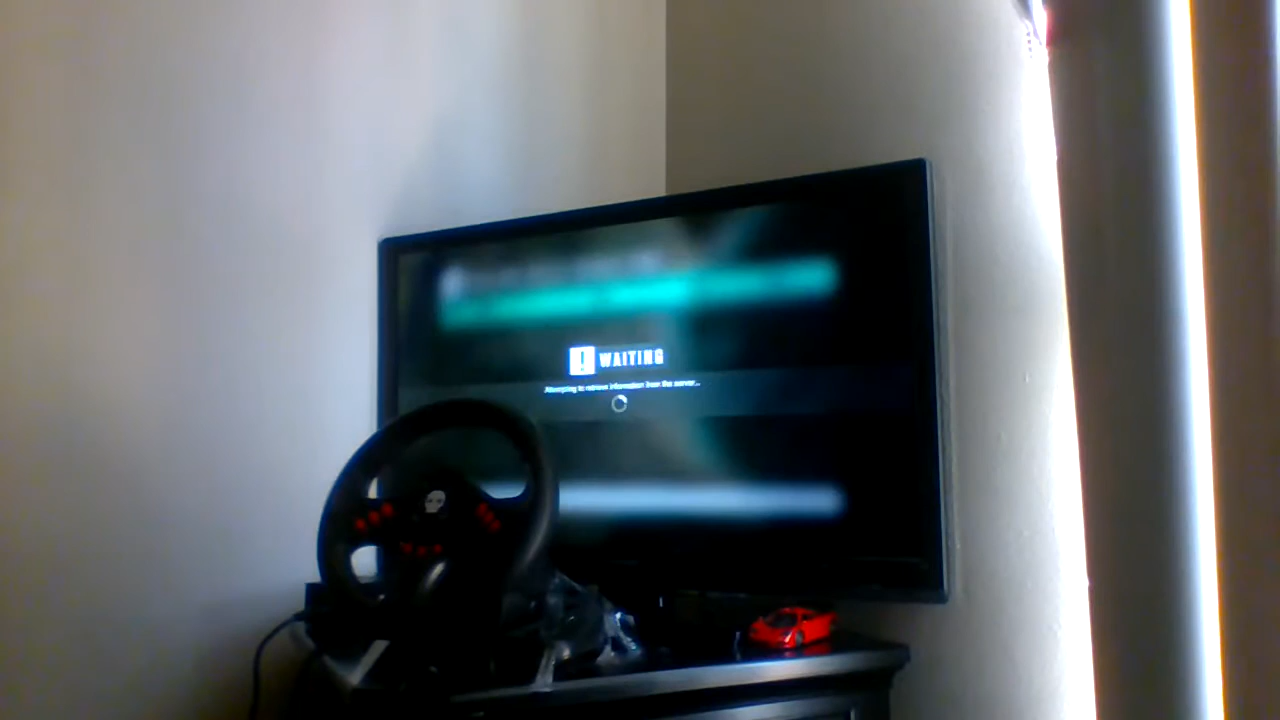 ! WAITING
Attempting to retrieve information from the server...